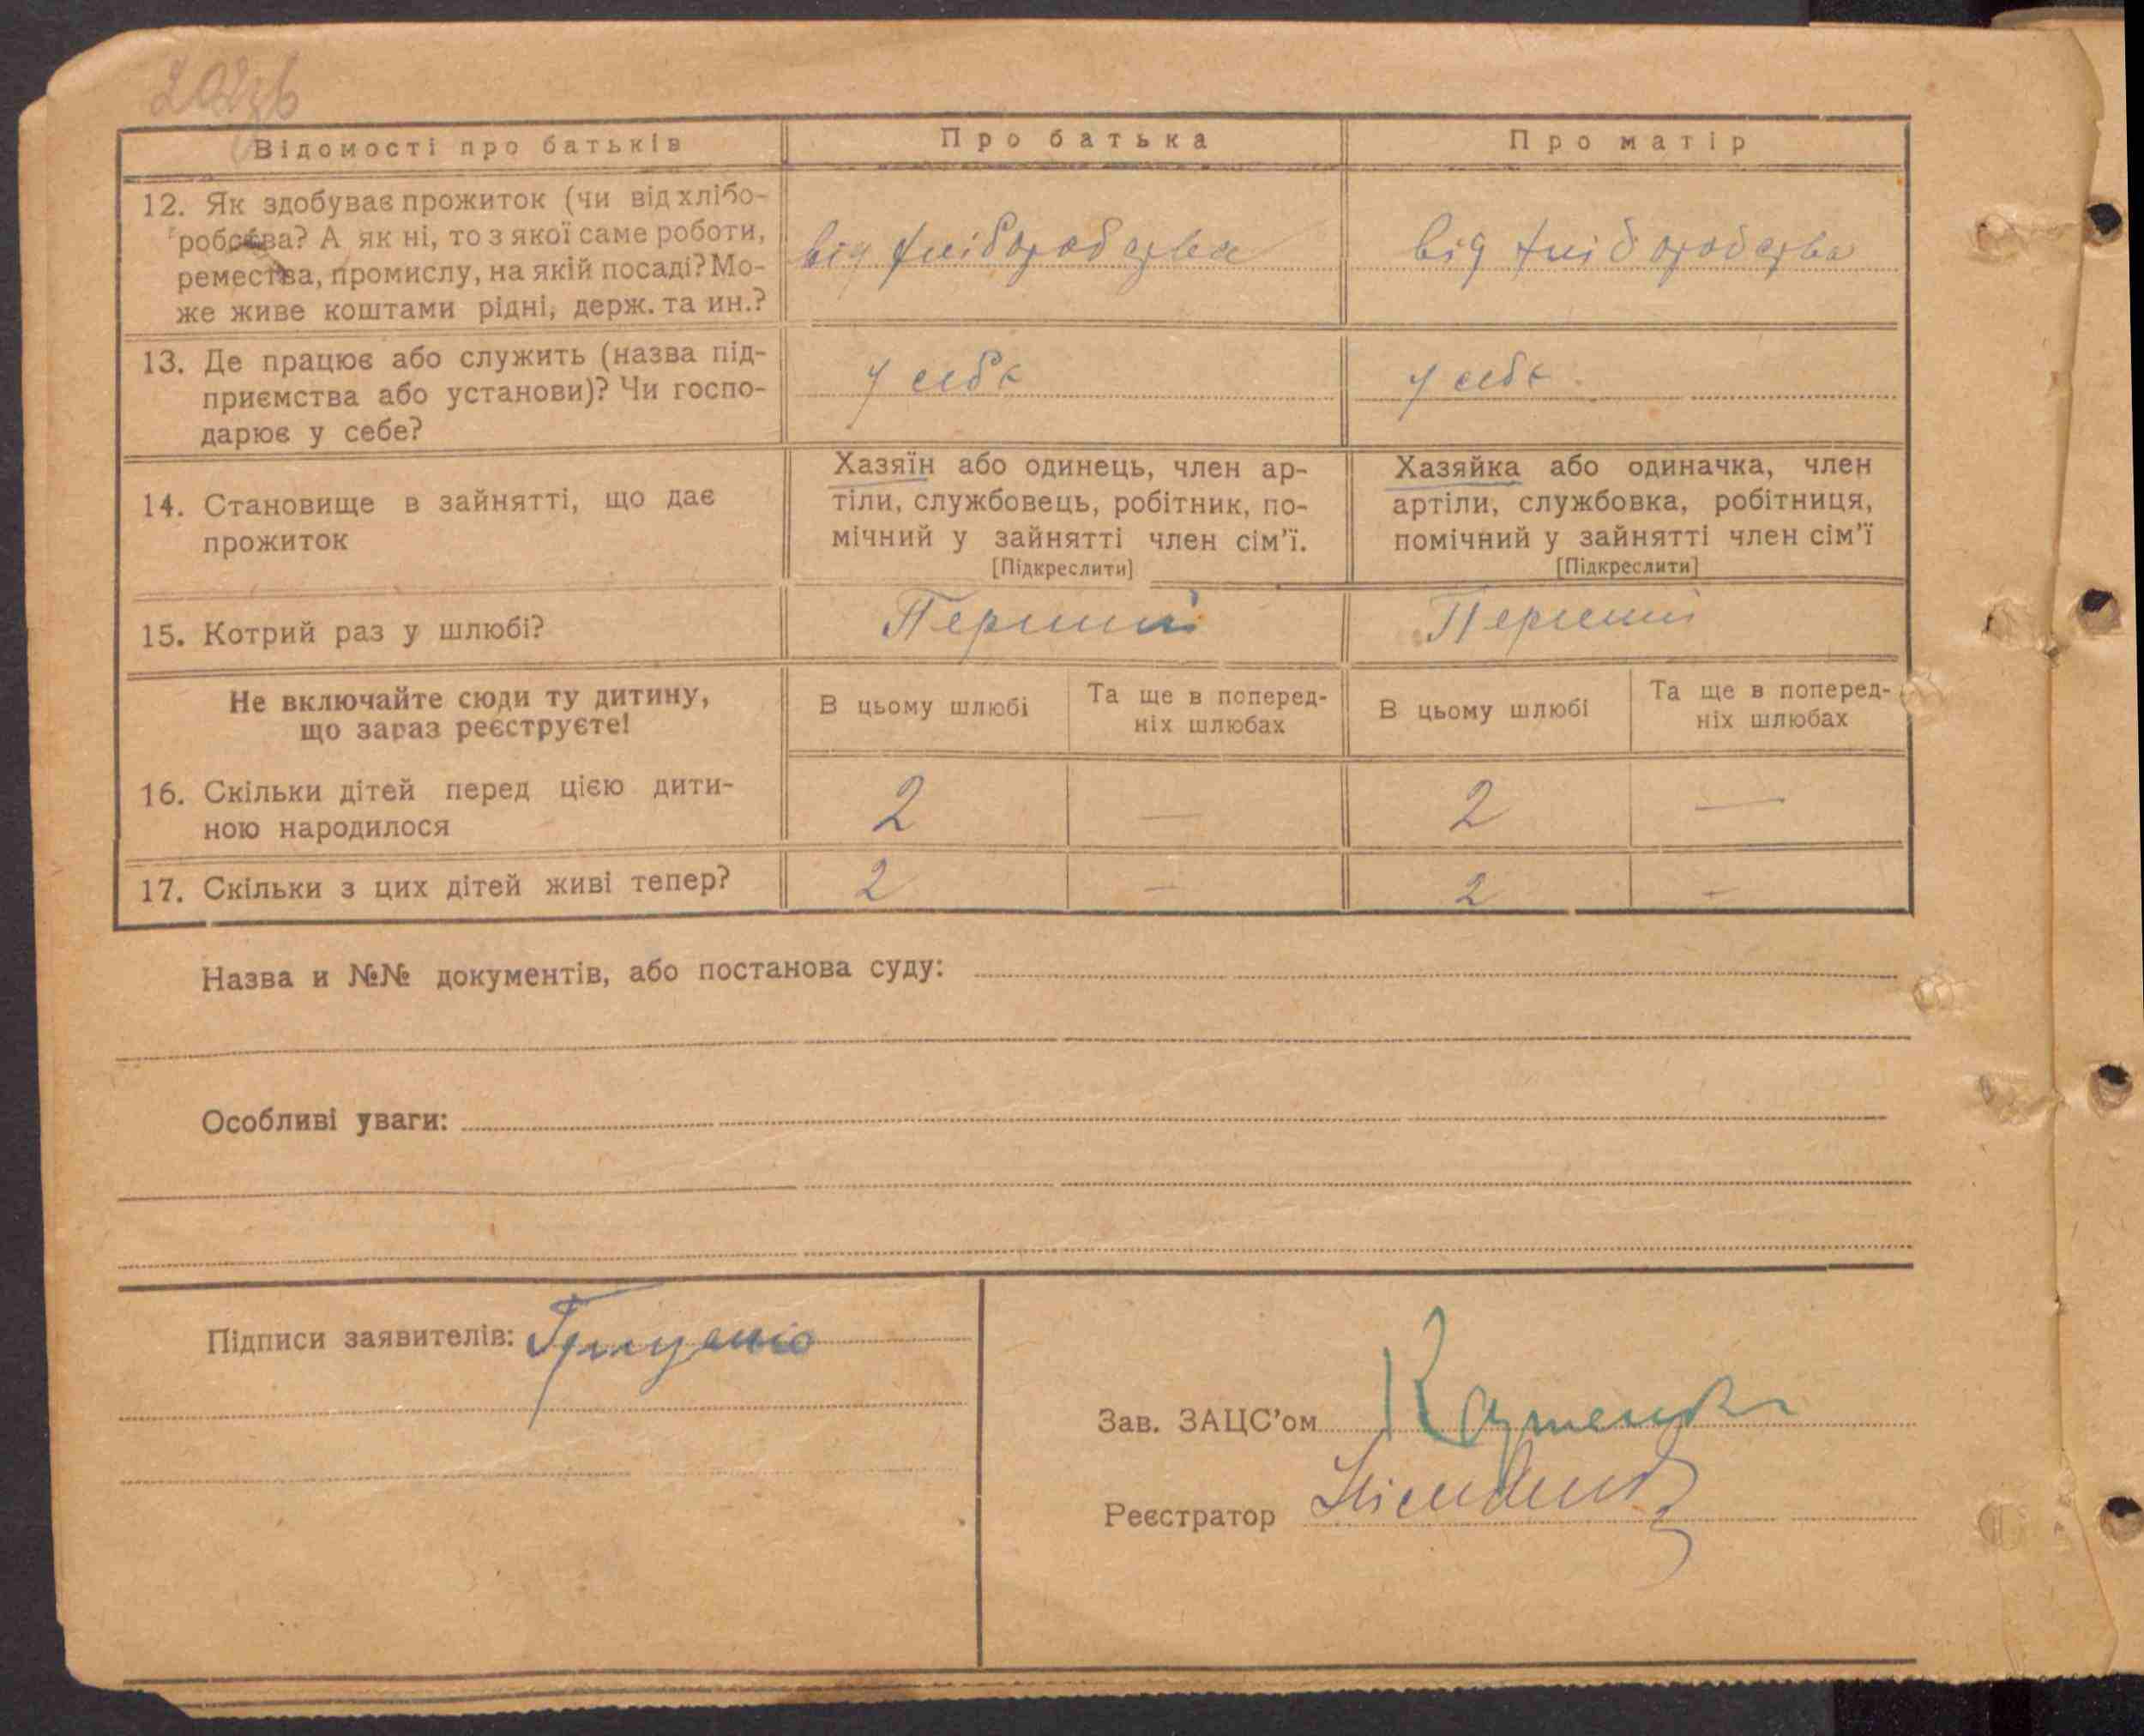 Відомості про батьків
Про батька
Про матір
12. Як здобуває прожиток (чи від хлібо-
робства? А як ні, то з якої саме роботи,
ремества, промислу, на якій посаді? Мо-
же живе коштами рідні, держ. та ин.?
від хліборобства
від хліборобства
13. Де працює або служить (назва під-
приємства або установи)? Чи госпо-
дарює у себе?
у себе
у себе
14. Становище в зайнятті, що дає
прожиток
Хазяїн або одинець, член ар-
тіли, службовець, робітник, по-
мічний у зайнятті член сім'ї.
[Підкреслити]
Хазяйка або одиначка, член
артіли, службовка, робітниця,
помічний у зайнятті член сім'ї
[Підкреслити]
15. Котрий раз у шлюбі?
Перший
Перший
Не включайте сюди ту дитину,
що зараз реєструєте!
В цьому шлюбі
Та ще в поперед-
ніх шлюбах
В цьому шлюбі
Та ще в поперед-
ніх шлюбах
16. Скільки дітей перед цією дити-
ною народилося
2
—
2
—
17. Скільки з цих дітей живі тепер?
2
—
2
—
Назва и №№ документів, або постанова суду:
Особливі уваги:
Підписи заявителів:
Зав. ЗАЦС'ом
Реєстратор